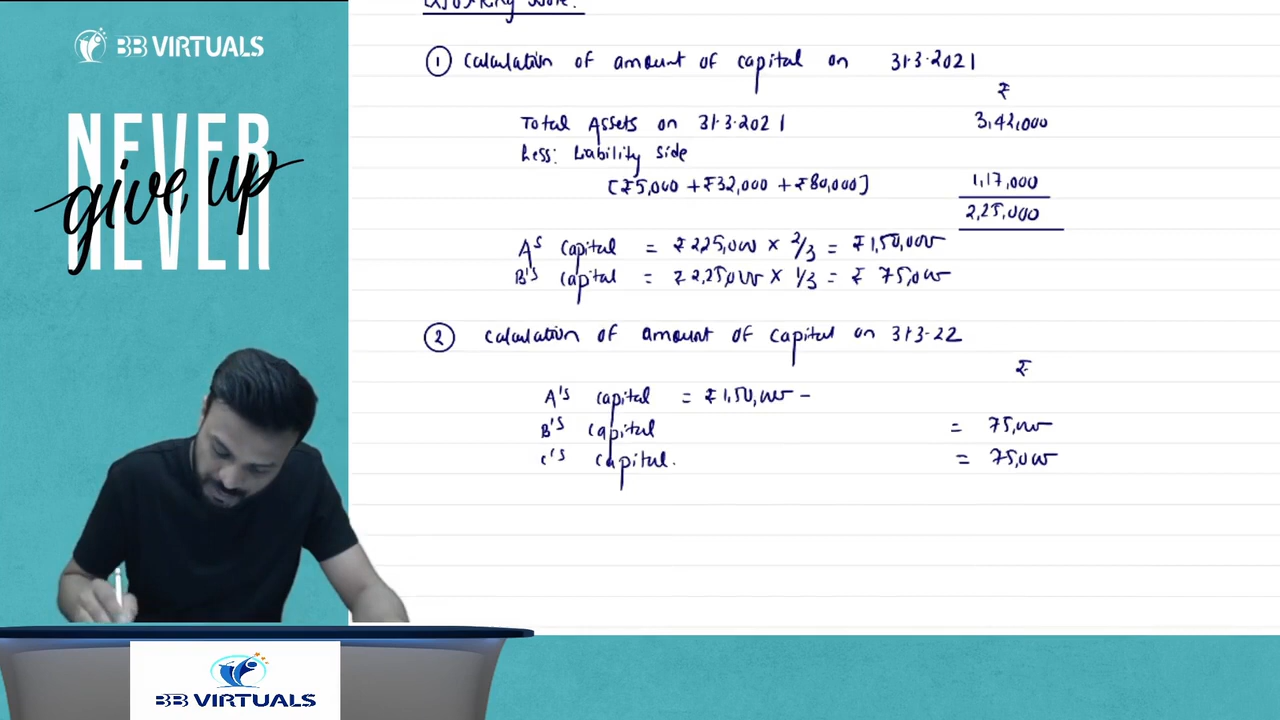 BB VIRTUALS
NEVER
give up
NEVER
Working Note:
① Calculation of amount of capital on 31.3.2021
₹
Total Assets on 31.3.2021 3,42,000
Less: Liability side
[₹5,000 + ₹32,000 + ₹80,000] 1,17,000
2,25,000
A's capital = ₹ 2,25,000 × 2/3 = ₹1,50,000
B's capital = ₹ 2,25,000 × 1/3 = ₹ 75,000
② Calculation of amount of capital on 31.3.22
₹
A's capital = ₹1,50,000 –
B's capital = 75,000
C's capital. = 75,000
BB VIRTUALS